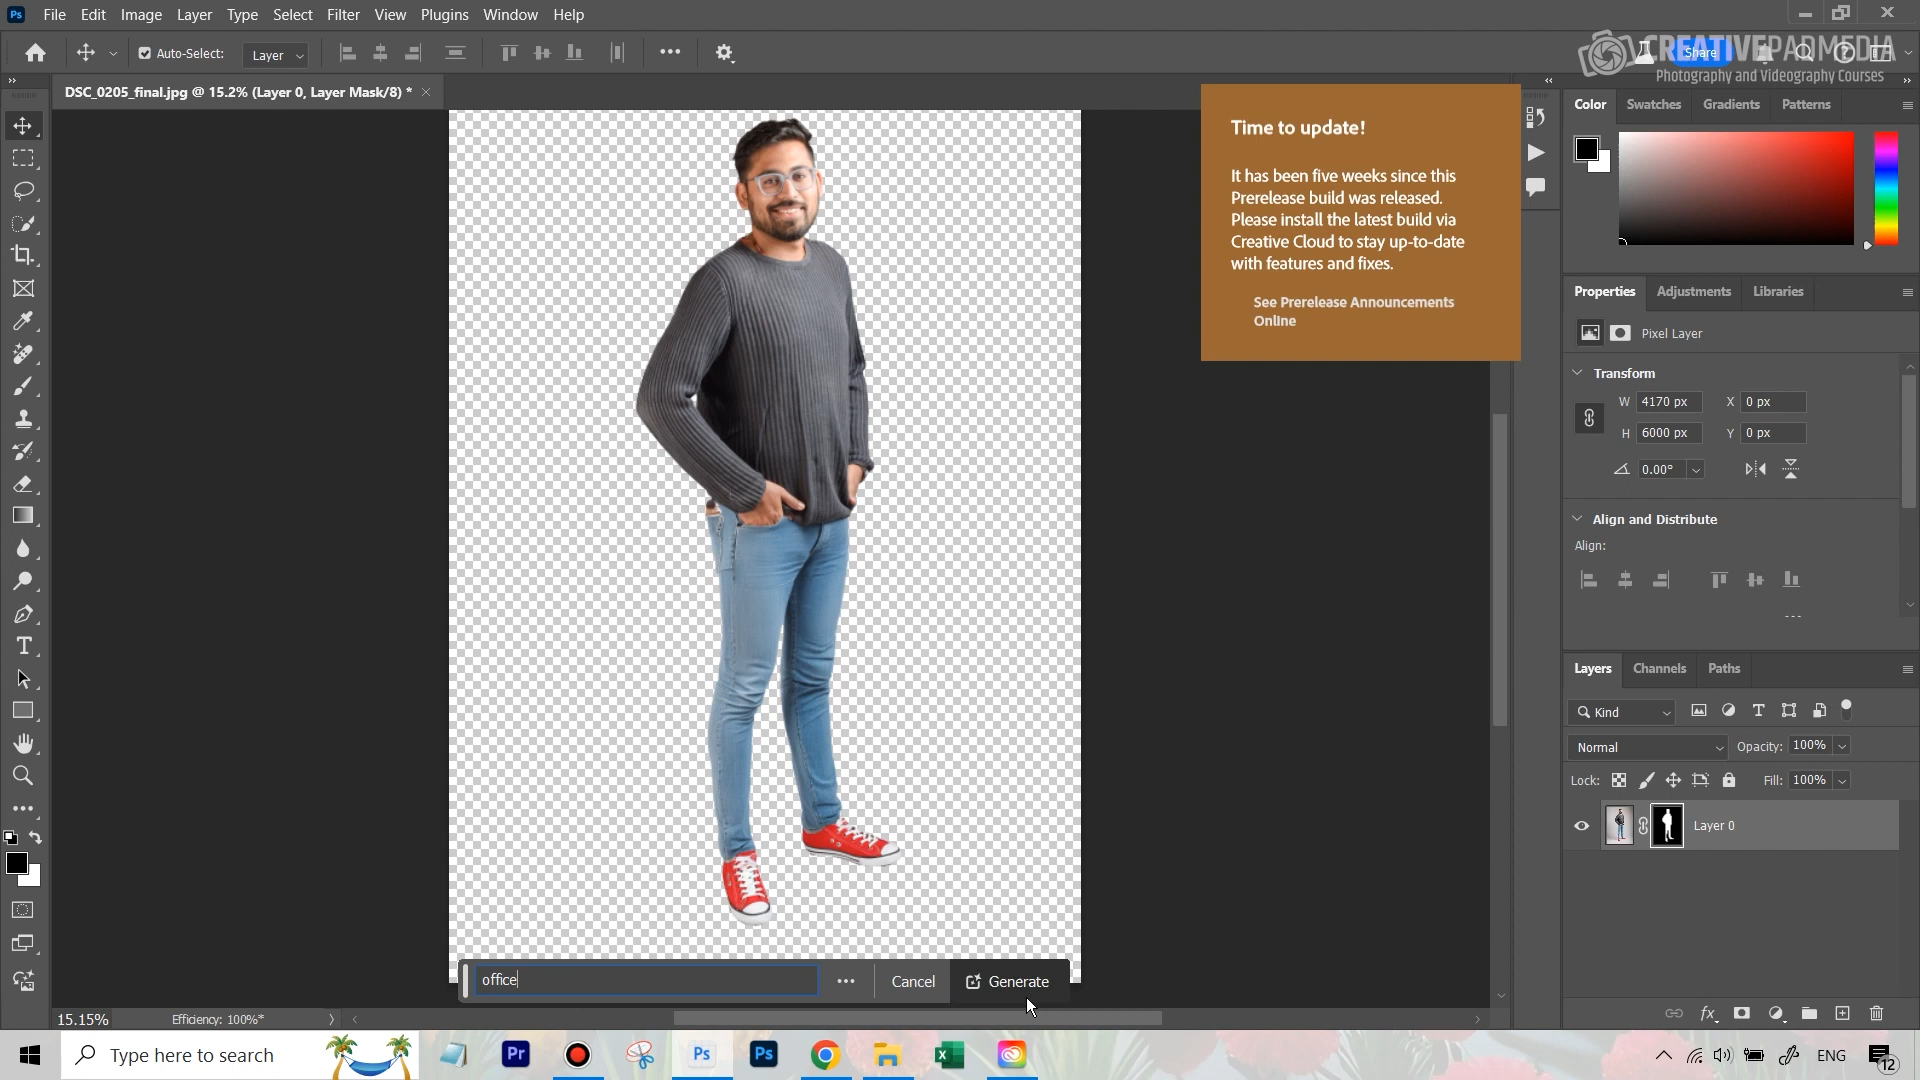 File Edit Image Layer Type Select Filter View Plugins Window Help
Auto-Select: Layer
Share
CREATIVEPADMEDIA
Photography and Videography Courses
DSC_0205_final.jpg @ 15.2% (Layer 0, Layer Mask/8) *
Time to update!
It has been five weeks since this
Prerelease build was released.
Please install the latest build via
Creative Cloud to stay up-to-date
with features and fixes.
See Prerelease Announcements
Online
Color Swatches Gradients Patterns
Properties Adjustments Libraries
Pixel Layer
Transform
W 4170 px X 0 px
H 6000 px Y 0 px
0.00°
Align and Distribute
Align:
Layers Channels Paths
Kind
Normal Opacity: 100%
Lock: Fill: 100%
Layer 0
office Cancel Generate
15.15% Efficiency: 100%*
Type here to search
Pr Ps Ps
ENG
12